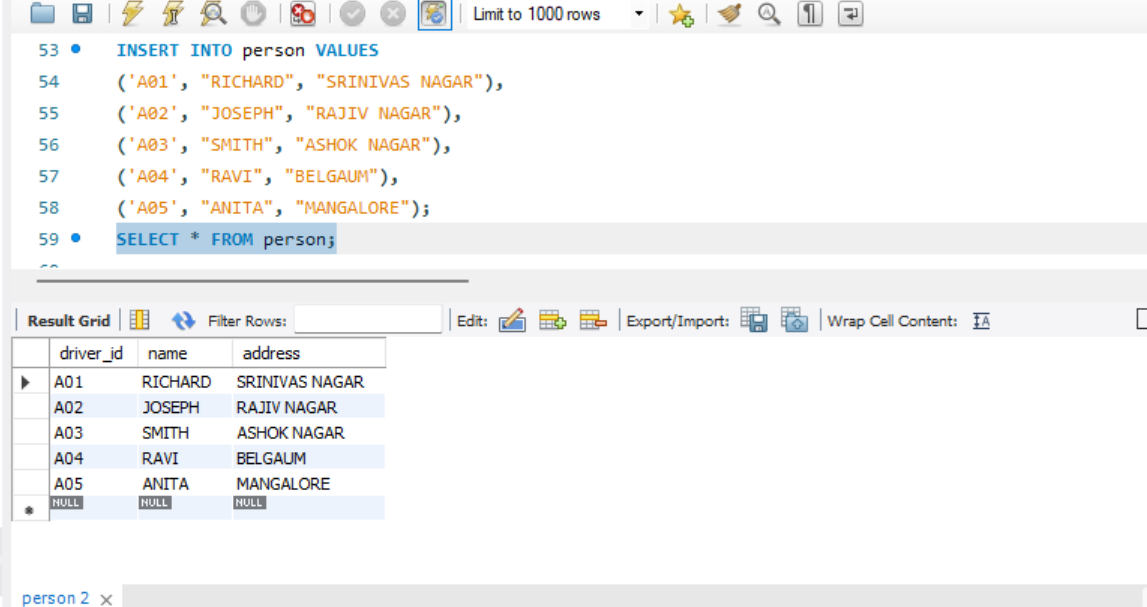 Limit to 1000 rows
53 INSERT INTO person VALUES
54 ('A01', "RICHARD", "SRINIVAS NAGAR"),
55 ('A02', "JOSEPH", "RAJIV NAGAR"),
56 ('A03', "SMITH", "ASHOK NAGAR"),
57 ('A04', "RAVI", "BELGAUM"),
58 ('A05', "ANITA", "MANGALORE");
59 SELECT * FROM person;
Result Grid Filter Rows: Edit: Export/Import: Wrap Cell Content: IA
driver_id name address
A01 RICHARD SRINIVAS NAGAR
A02 JOSEPH RAJIV NAGAR
A03 SMITH ASHOK NAGAR
A04 RAVI BELGAUM
A05 ANITA MANGALORE
NULL NULL NULL
person 2